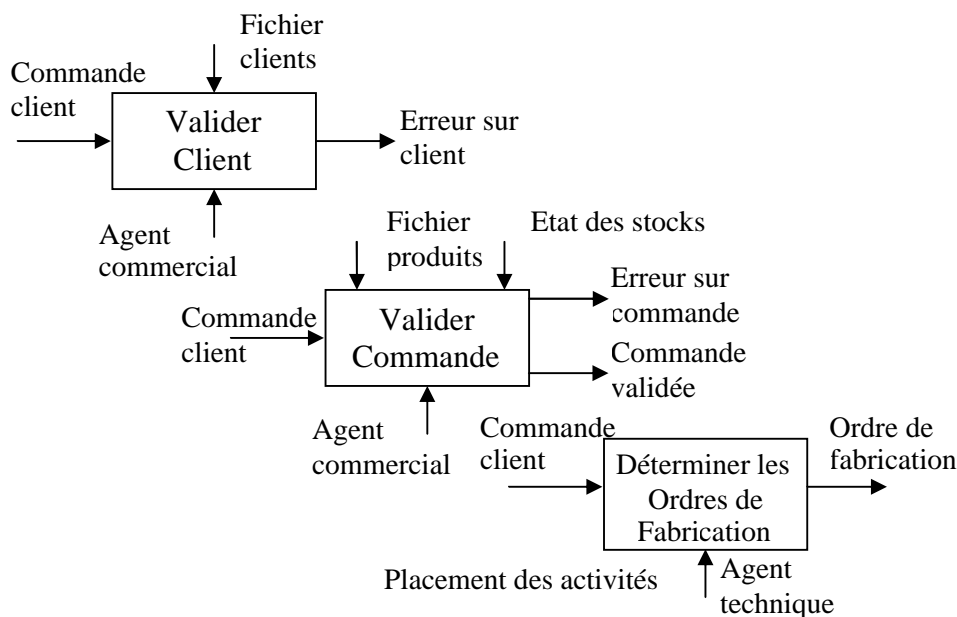 Fichier
clients
Commande
client
Valider
Client
Erreur sur
client
Agent
commercial
Fichier
produits
Etat des stocks
Commande
client
Valider
Commande
Erreur sur
commande
Commande
validée
Agent
commercial
Commande
client
Déterminer les
Ordres de
Fabrication
Ordre de
fabrication
Placement des activités
Agent
technique